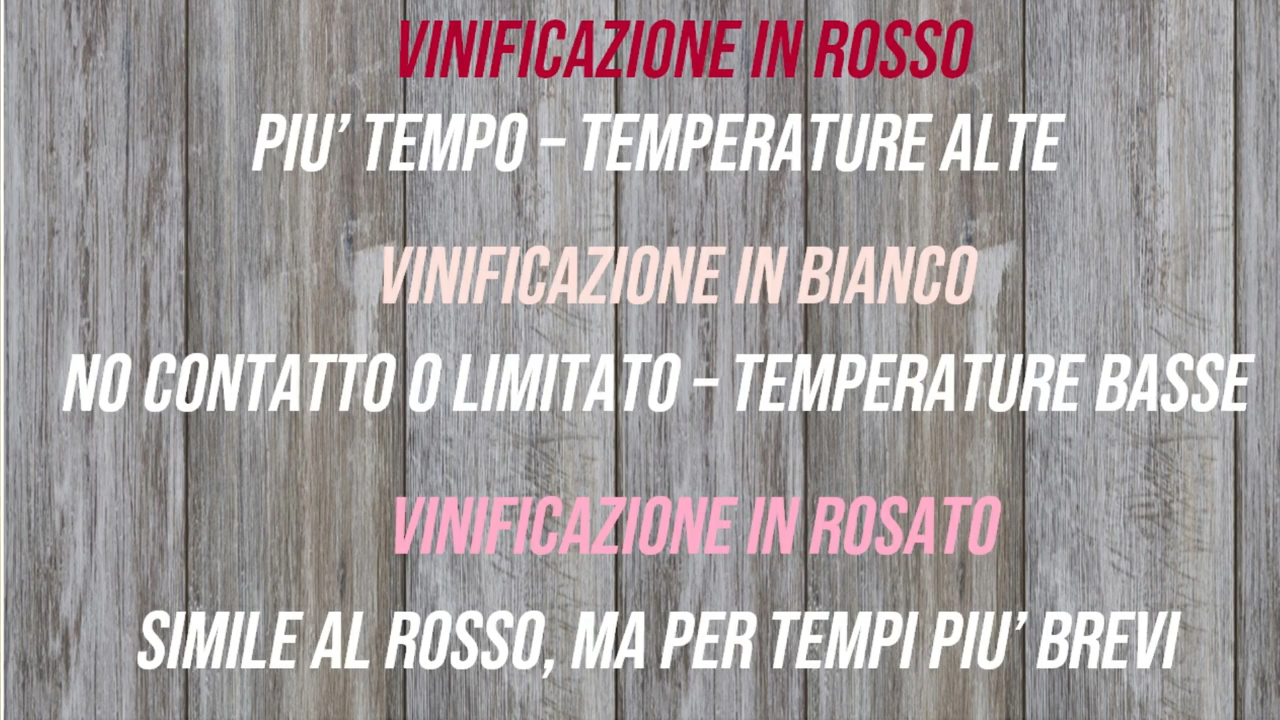 VINIFICAZIONE IN ROSSO
PIU' TEMPO – TEMPERATURE ALTE
VINIFICAZIONE IN BIANCO
NO CONTATTO O LIMITATO – TEMPERATURE BASSE
VINIFICAZIONE IN ROSATO
SIMILE AL ROSSO, MA PER TEMPI PIU' BREVI